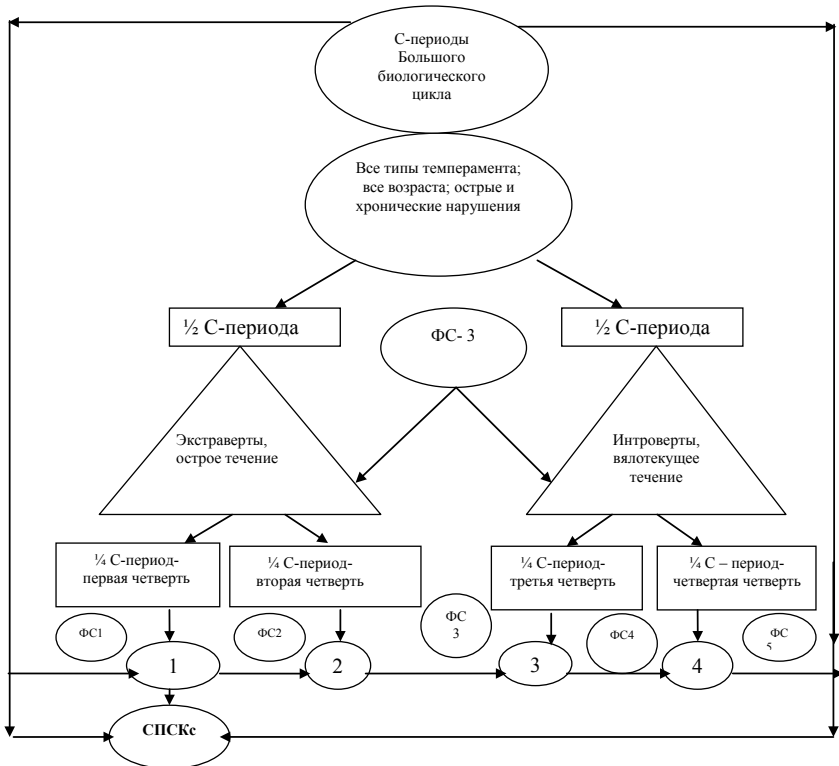 С-периоды
Большого
биологического
цикла
Все типы темперамента;
все возраста; острые и
хронические нарушения
½ С-периода
ФС- 3
½ С-периода
Экстраверты,
острое течение
Интроверты,
вялотекущее
течение
¼ С-период-
первая четверть
¼ С-период-
вторая четверть
¼ С-период-
третья четверть
¼ С – период-
четвертая четверть
ФС1
ФС2
ФС
3
ФС4
ФС
5
1
2
3
4
СПСКс